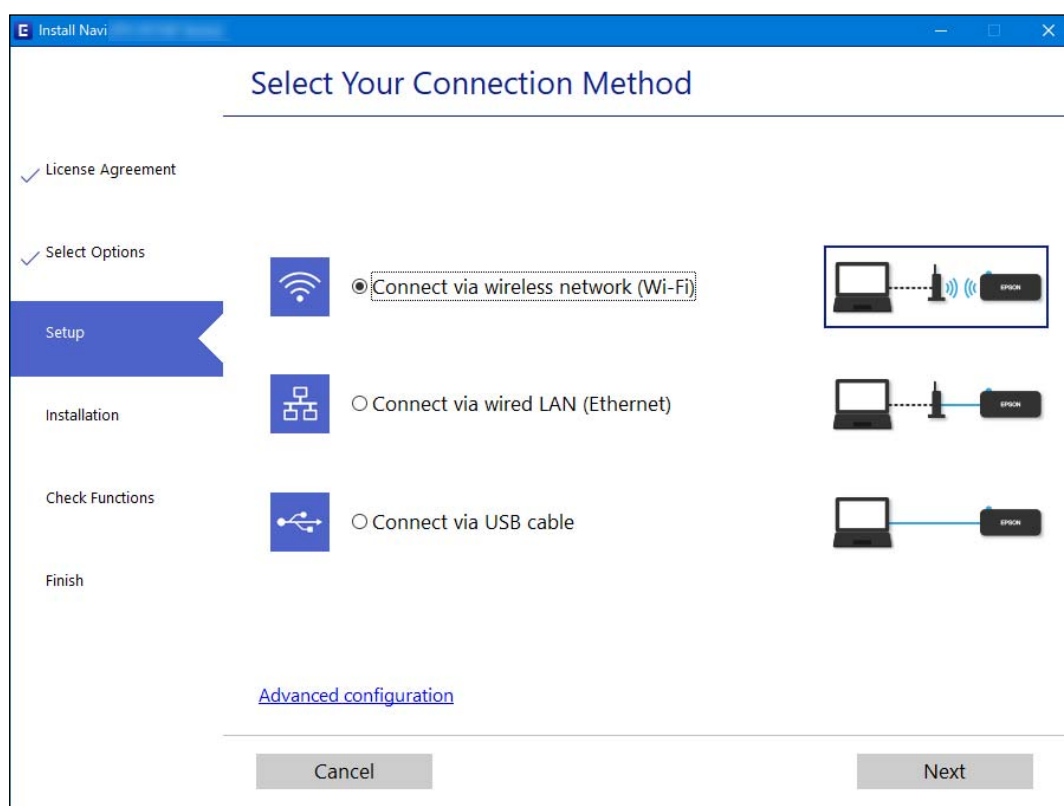 Install Navi
Select Your Connection Method
License Agreement
Select Options
Setup
Installation
Check Functions
Finish
Connect via wireless network (Wi-Fi)
EPSON
Connect via wired LAN (Ethernet)
EPSON
Connect via USB cable
EPSON
Advanced configuration
Cancel
Next